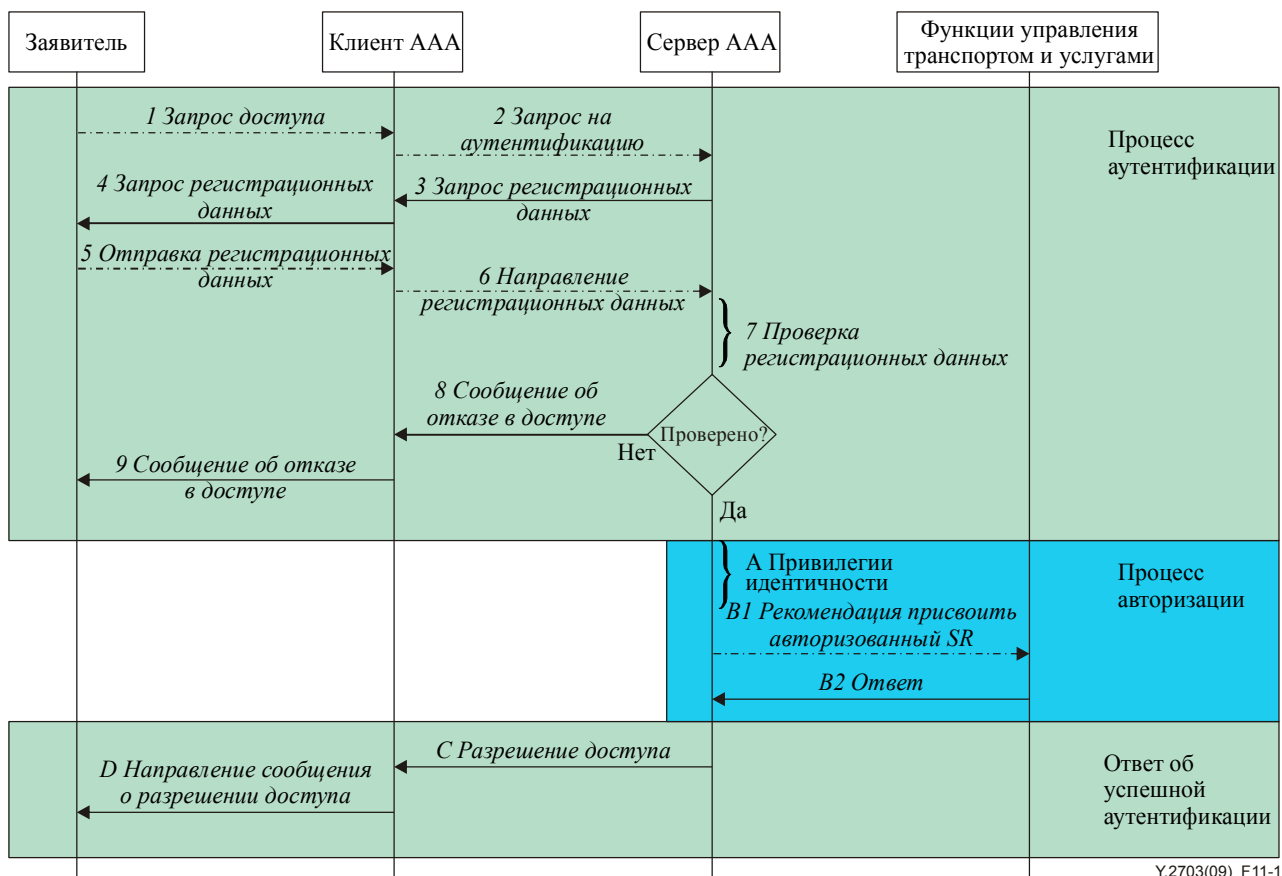 Заявитель
Клиент ААА
Сервер ААА
Функции управления
транспортом и услугами
1 Запрос доступа
2 Запрос на
аутентификацию
Процесс
аутентификации
4 Запрос регистрационных
данных
3 Запрос регистрационных
данных
5 Отправка регистрационных
данных
6 Направление
регистрационных данных
7 Проверка
регистрационных данных
8 Сообщение об
отказе в доступе
Проверено?
Нет
9 Сообщение об отказе
в доступе
Да
А Привилегии
идентичности
Процесс
авторизации
B1 Рекомендация присвоить
авторизованный SR
B2 Ответ
C Разрешение доступа
D Направление сообщения
о разрешении доступа
Ответ об
успешной
аутентификации
Y.2703(09)_F11-1